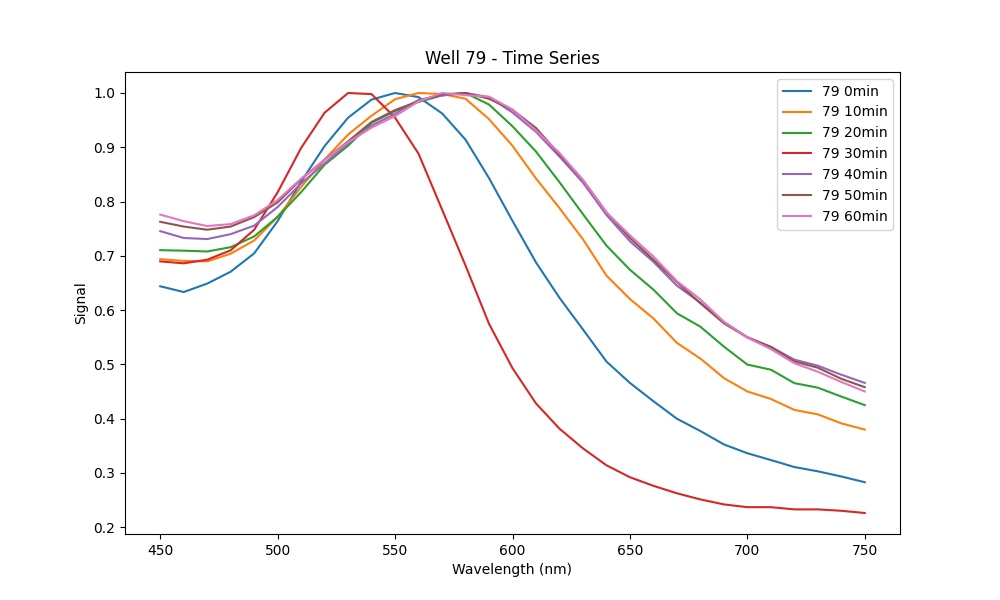 Well 79 - Time Series
Signal
1.0
0.9
0.8
0.7
0.6
0.5
0.4
0.3
0.2
79 0min
79 10min
79 20min
79 30min
79 40min
79 50min
79 60min
450
500
550
600
650
700
750
Wavelength (nm)